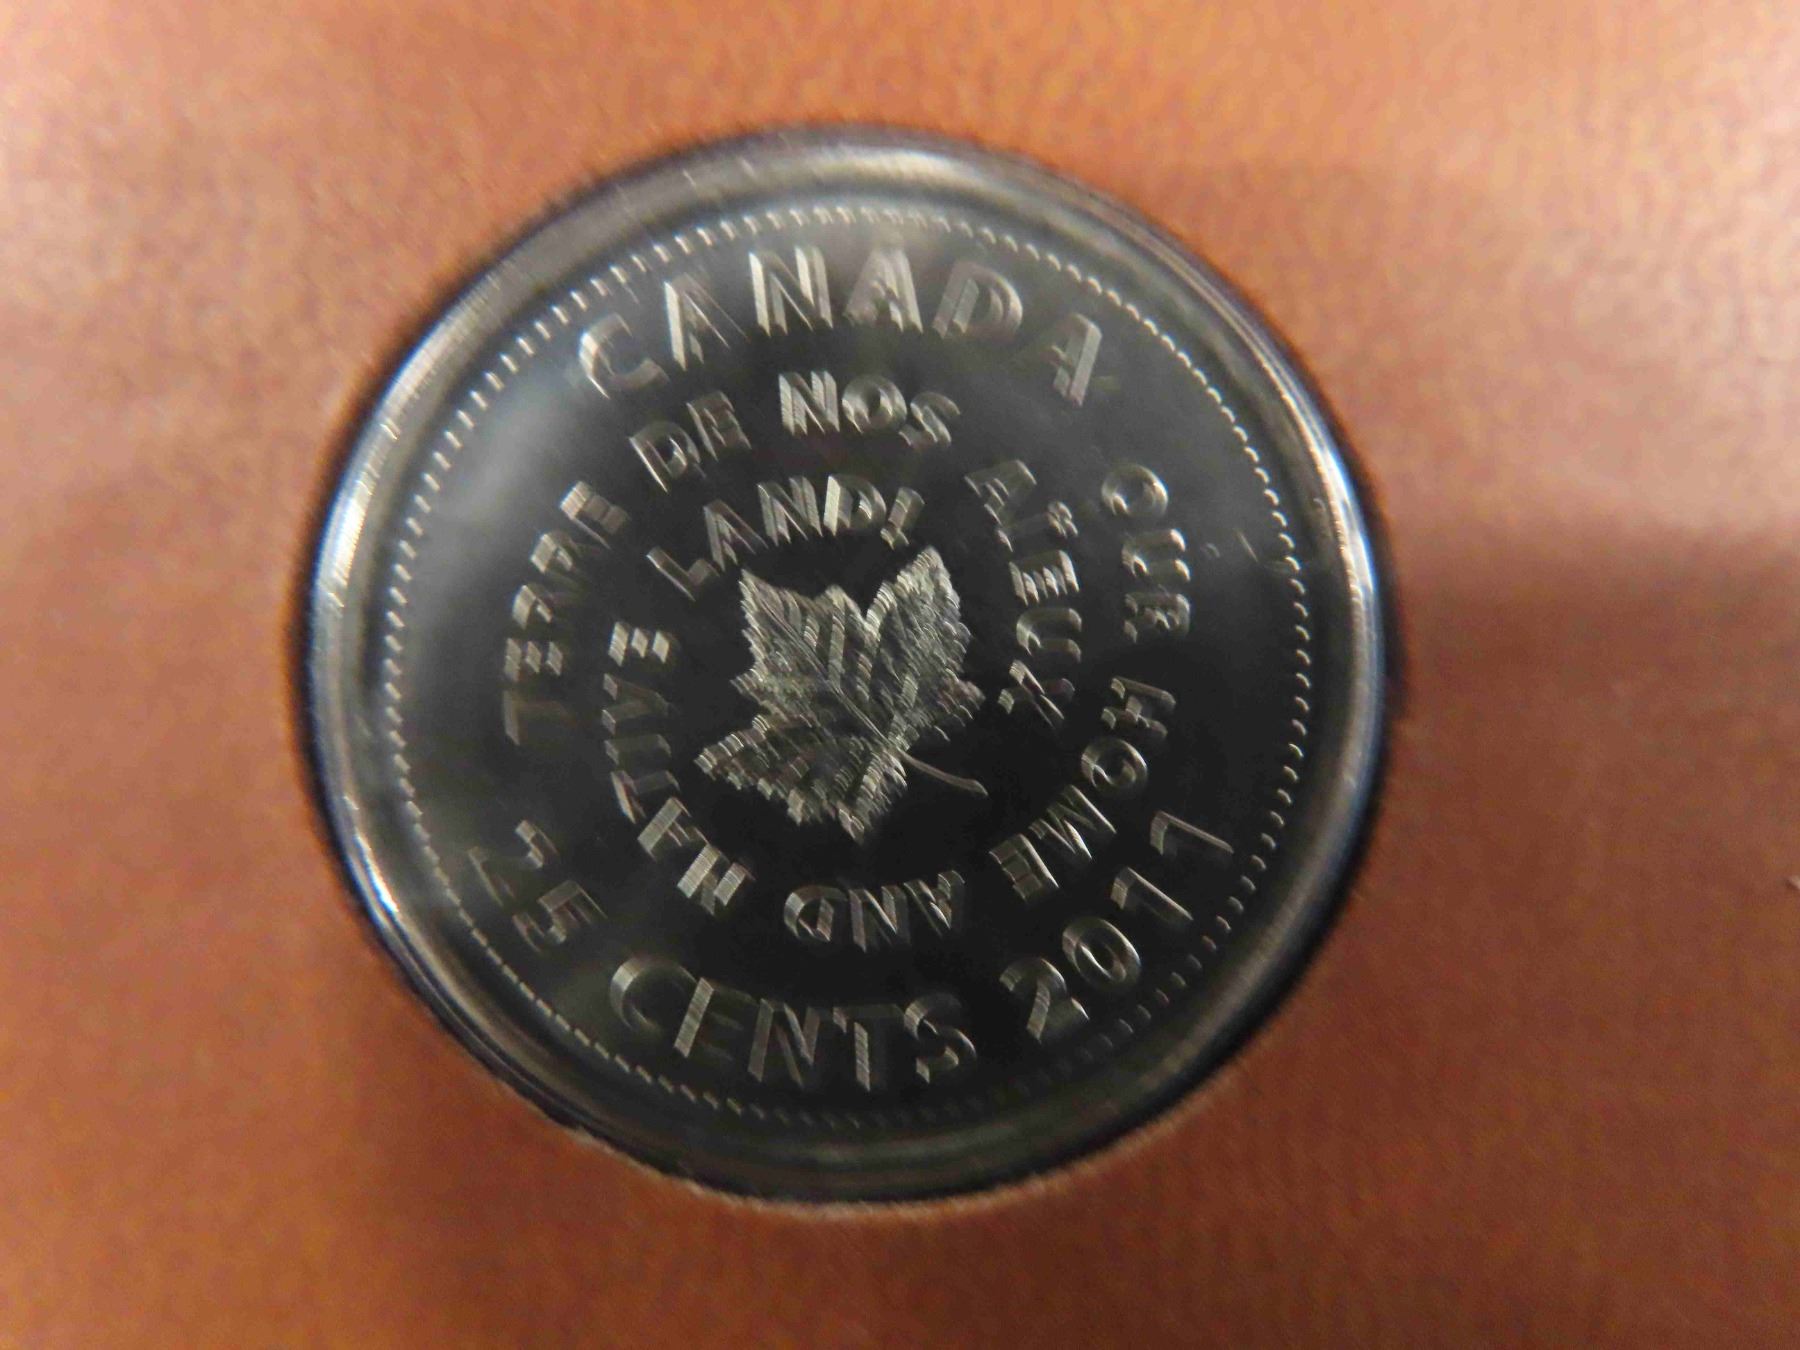 CANADA
TERRE DE NOS AÏEUX
OUR HOME AND NATIVE LAND!
25 CENTS 2011